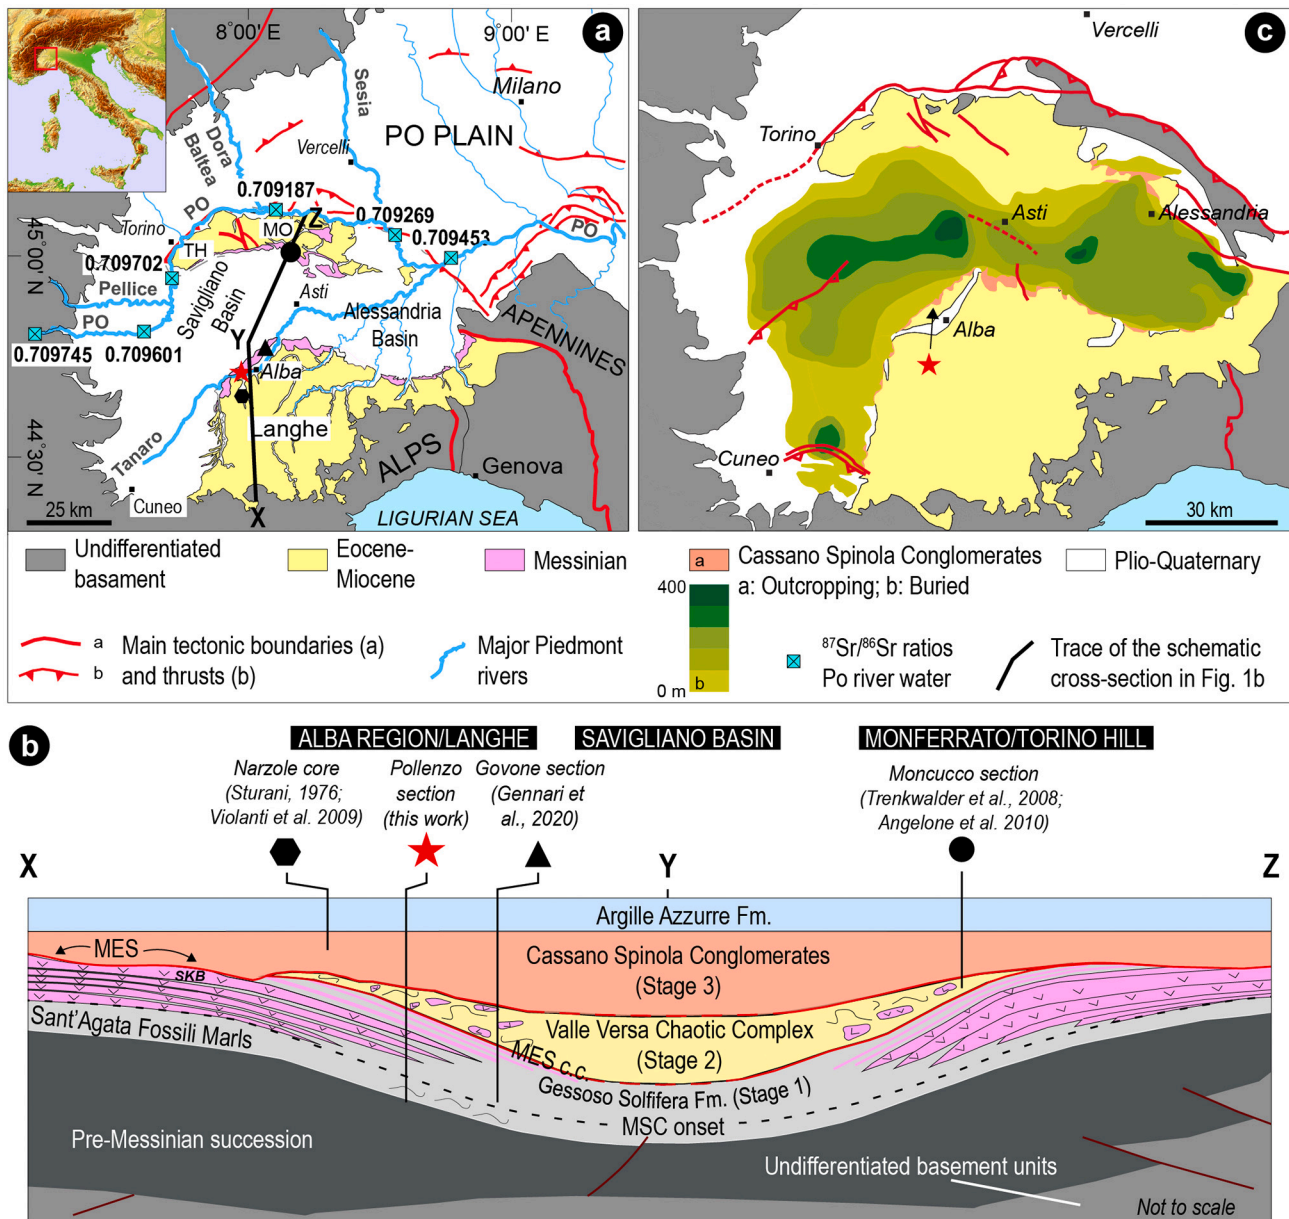 a
8°00' E
9°00' E
Milano
Sesia
Dora
Baltea
Vercelli
PO PLAIN
0.709187
PO
Z
MO
0.709269
0.709453
PO
Torino
TH
0.709702
45°00' N
Pellice
Savigliano
Basin
Asti
Alessandria
Basin
PO
0.709745
0.709601
Y
APENNINES
Alba
Langhe
ALPS
Tanaro
44°30' N
Genova
Cuneo
X
25 km
LIGURIAN SEA
c
Vercelli
Torino
Asti
Alessandria
Alba
Cuneo
30 km
Undifferentiated
basament
Eocene-
Miocene
Messinian
a
Cassano Spinola Conglomerates
a: Outcropping; b: Buried
Plio-Quaternary
400
0 m
b
a
Main tectonic boundaries (a)
b
and thrusts (b)
Major Piedmont
rivers
⁸⁷Sr/⁸⁶Sr ratios
Po river water
Trace of the schematic
cross-section in Fig. 1b
b
ALBA REGION/LANGHE
SAVIGLIANO BASIN
MONFERRATO/TORINO HILL
Narzole core
(Sturani, 1976;
Violanti et al. 2009)
Pollenzo
section
(this work)
Govone section
(Gennari et
al., 2020)
Moncucco section
(Trenkwalder et al., 2008;
Angelone et al. 2010)
X
Y
Z
Argille Azzurre Fm.
MES
SKB
Cassano Spinola Conglomerates
(Stage 3)
Sant'Agata Fossili Marls
Valle Versa Chaotic Complex
(Stage 2)
MES c.c.
Gessoso Solfifera Fm. (Stage 1)
MSC onset
Pre-Messinian succession
Undifferentiated basement units
Not to scale